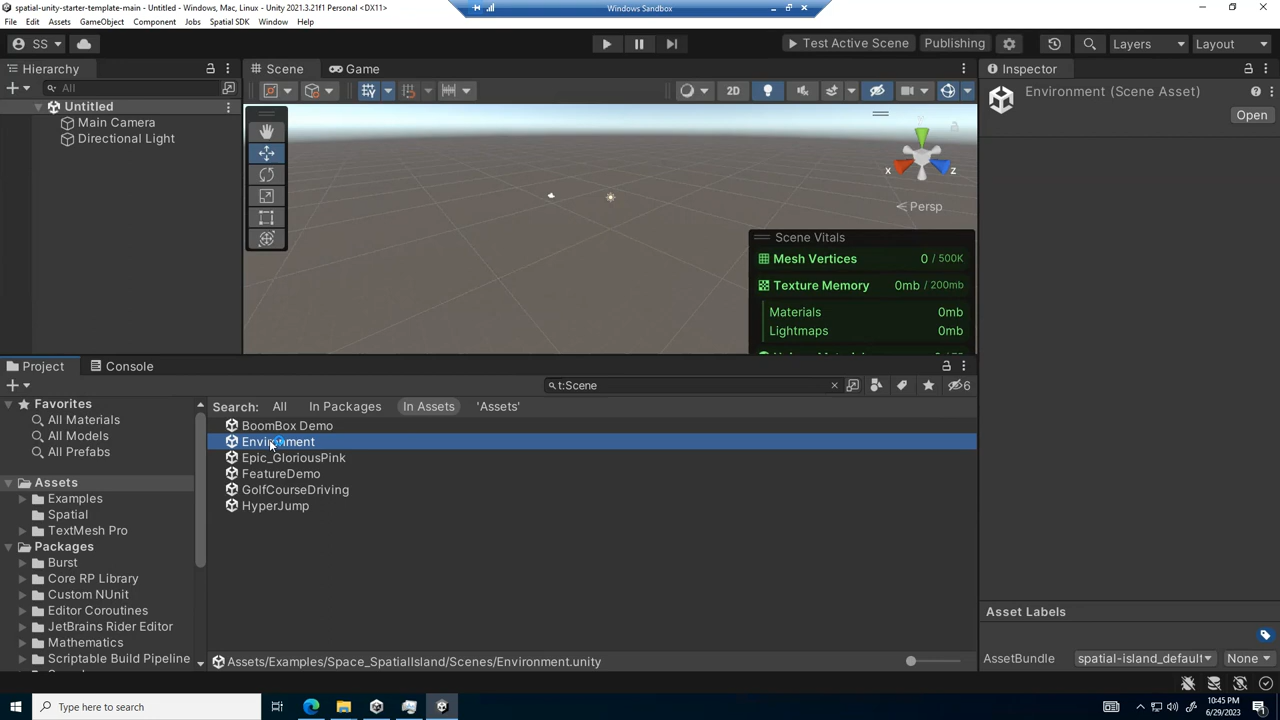 spatial-unity-starter-template-main - Untitled - Windows, Mac, Linux - Unity 2021.3.21f1 Personal <DX11>
Windows Sandbox
File Edit Assets GameObject Component Jobs Spatial SDK Window Help
SS
Test Active Scene
Publishing
Layers
Layout
Hierarchy
Scene
Game
Inspector
All
2D
Environment (Scene Asset)
Open
Untitled
Main Camera
Directional Light
x
z
Persp
Scene Vitals
Mesh Vertices 0 / 500K
Texture Memory 0mb / 200mb
Materials 0mb
Lightmaps 0mb
Project
Console
t:Scene
6
Favorites
All Materials
All Models
All Prefabs
Assets
Examples
Spatial
TextMesh Pro
Packages
Burst
Core RP Library
Custom NUnit
Editor Coroutines
JetBrains Rider Editor
Mathematics
Scriptable Build Pipeline
Search: All In Packages In Assets 'Assets'
BoomBox Demo
Environment
Epic_GloriousPink
FeatureDemo
GolfCourseDriving
HyperJump
Assets/Examples/Space_SpatialIsland/Scenes/Environment.unity
Asset Labels
AssetBundle spatial-island_default None
Type here to search
10:45 PM
6/29/2023